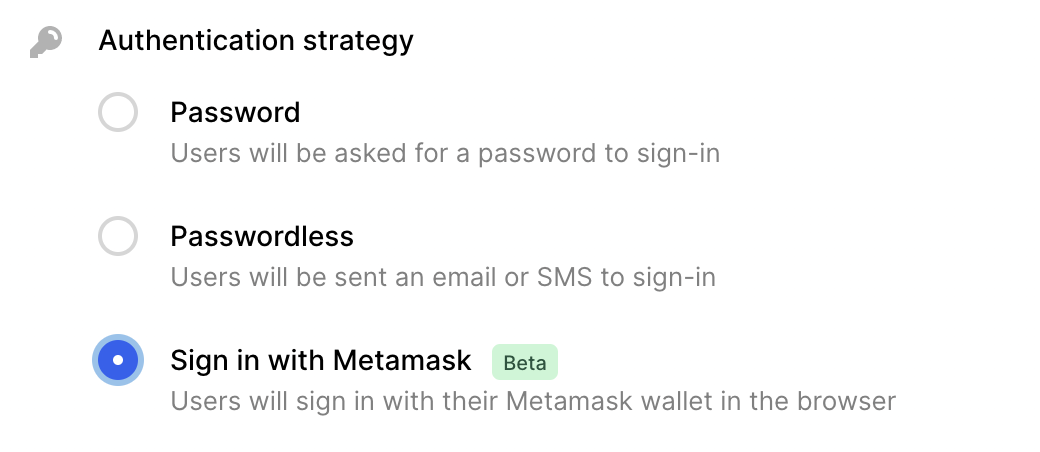 Authentication strategy
Password
Users will be asked for a password to sign-in
Passwordless
Users will be sent an email or SMS to sign-in
Sign in with Metamask Beta
Users will sign in with their Metamask wallet in the browser